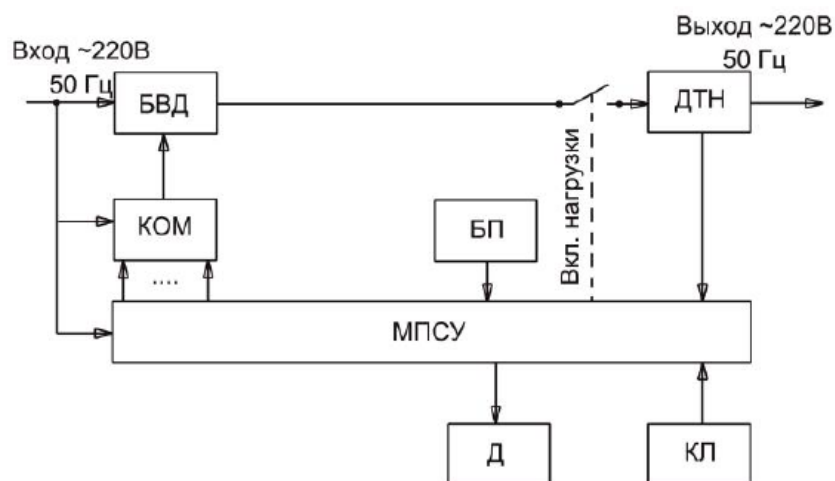 Вход ~220В
50 Гц
Выход ~220В
50 Гц
БВД
ДТН
КОМ
БП
Вкл. нагрузки
....
МПСУ
Д
КЛ